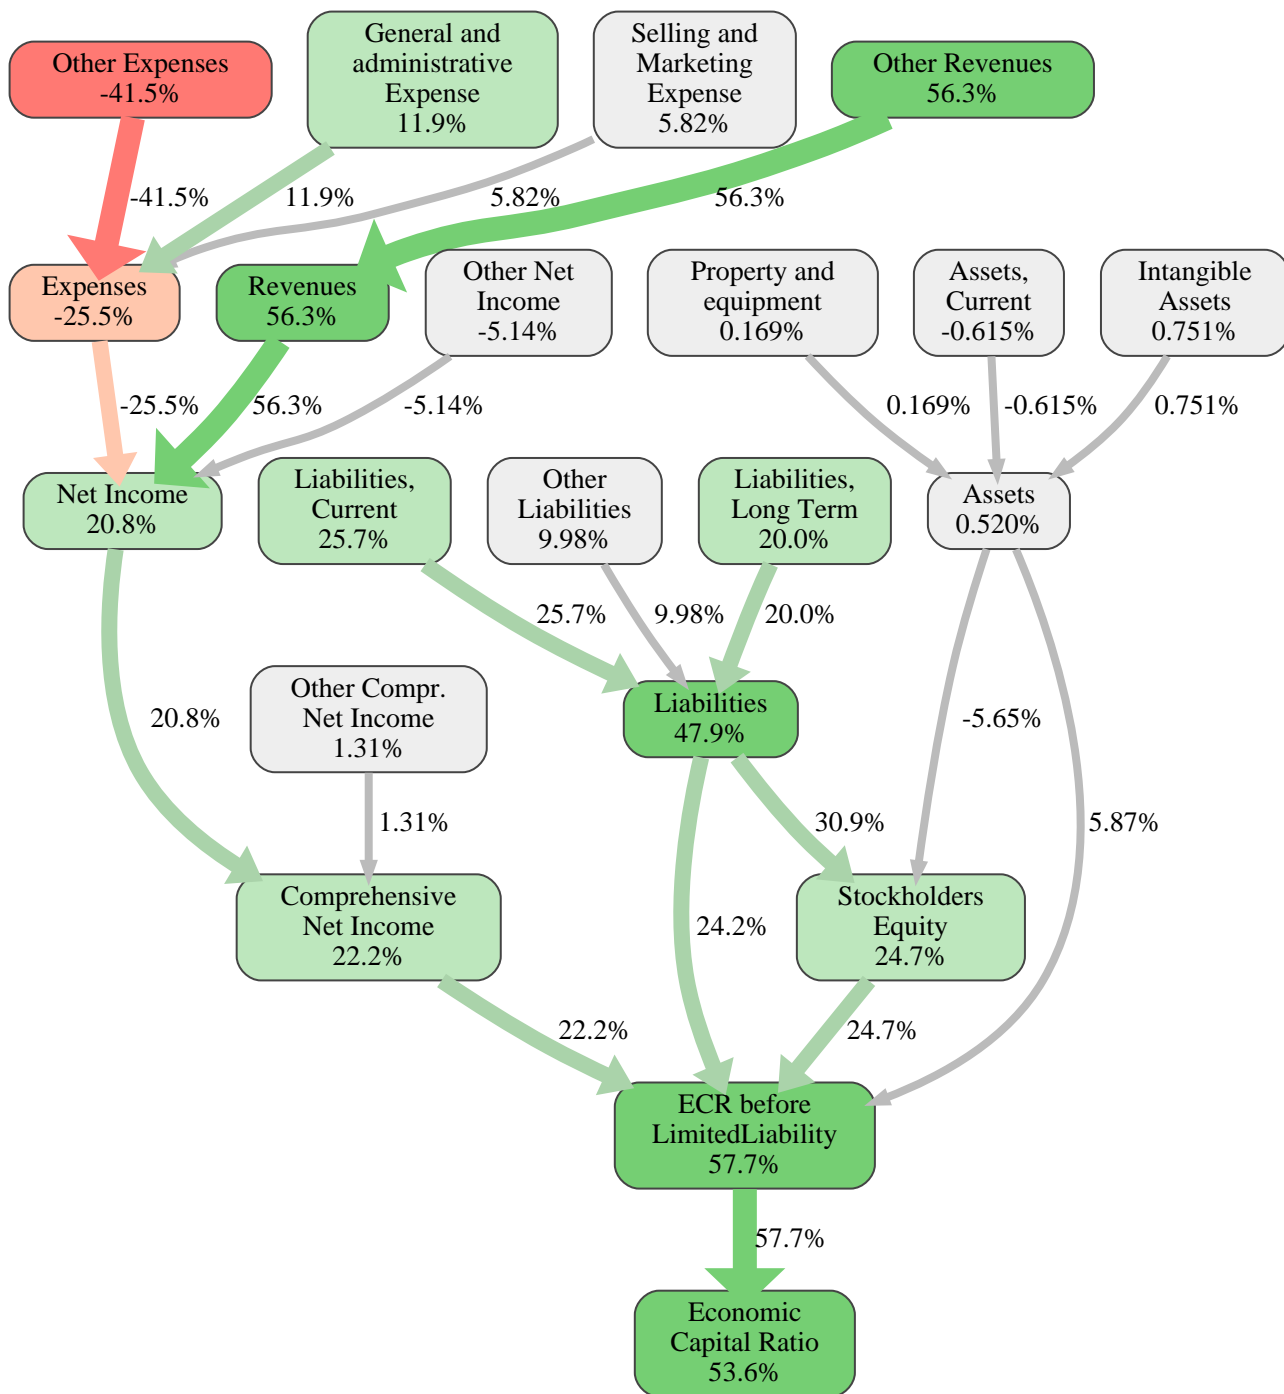 Other Expenses
-41.5%
General and
administrative
Expense
11.9%
Selling and
Marketing
Expense
5.82%
Other Revenues
56.3%
-41.5%
11.9%
5.82%
56.3%
Expenses
-25.5%
Revenues
56.3%
Other Net
Income
-5.14%
Property and
equipment
0.169%
Assets,
Current
-0.615%
Intangible
Assets
0.751%
-25.5%
56.3%
-5.14%
0.169%
-0.615%
0.751%
Net Income
20.8%
Liabilities,
Current
25.7%
Other
Liabilities
9.98%
Liabilities,
Long Term
20.0%
Assets
0.520%
25.7%
9.98%
20.0%
20.8%
Other Compr.
Net Income
1.31%
Liabilities
47.9%
-5.65%
1.31%
30.9%
5.87%
Comprehensive
Net Income
22.2%
24.2%
Stockholders
Equity
24.7%
22.2%
24.7%
ECR before
LimitedLiability
57.7%
57.7%
Economic
Capital Ratio
53.6%